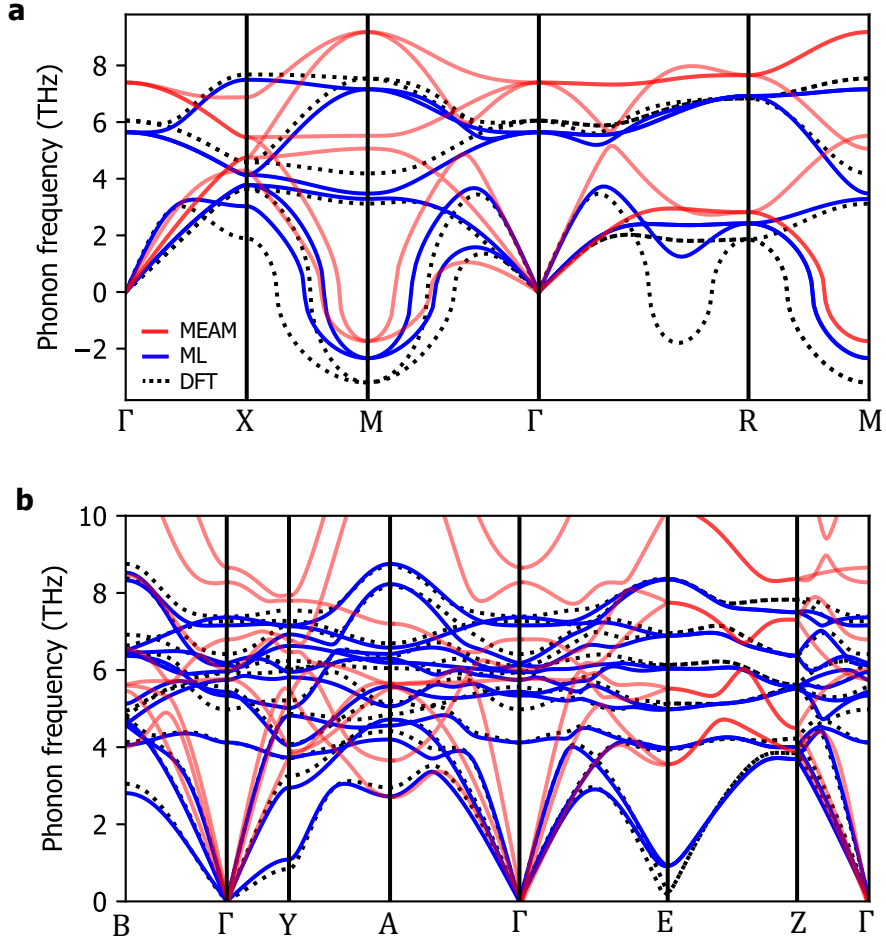 a
Phonon frequency (THz)
8
6
4
2
0
−2
MEAM
ML
DFT
Γ X M Γ R M
b
Phonon frequency (THz)
10
8
6
4
2
0
B Γ Y A Γ E Z Γ